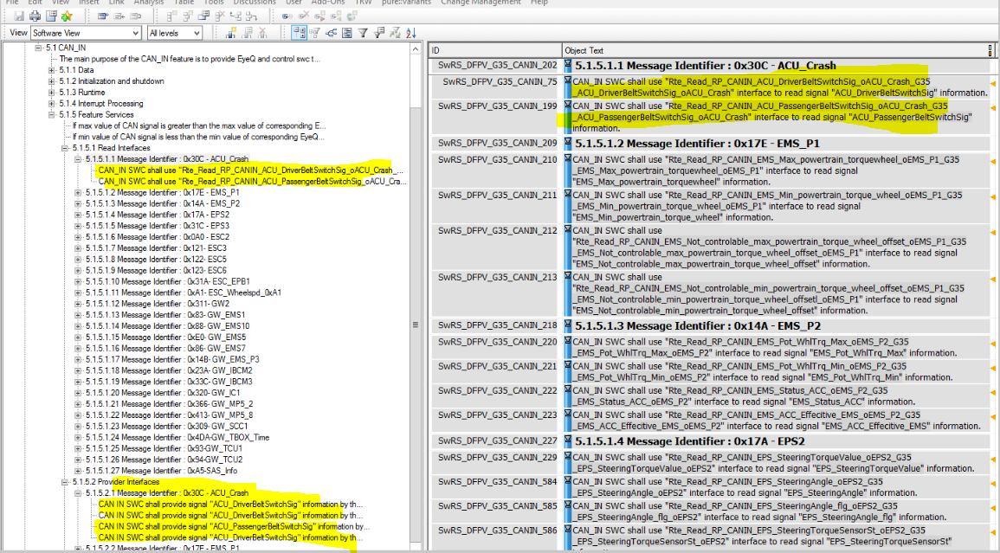 File Edit View Insert Link Analysis Table Tools Discussions User Add-Ons TRW pure::variants Change Management Help
View Software View All levels
5.1 CAN_IN
The main purpose of the CAN_IN feature is to provide EyeQ and control swc t...
5.1.1 Data
5.1.2 Initialization and shutdown
5.1.3 Runtime
5.1.4 Interrupt Processing
5.1.5 Feature Services
If max value of CAN signal is greater than the max value of corresponding E...
If min value of CAN signal is less than the min value of corresponding EyeQ...
5.1.5.1 Read Interfaces
5.1.5.1.1 Message Identifier : 0x30C - ACU_Crash
CAN_IN SWC shall use "Rte_Read_RP_CANIN_ACU_DriverBeltSwitchSig_oACU_Crash_...
CAN_IN SWC shall use "Rte_Read_RP_CANIN_ACU_PassengerBeltSwitchSig_oACU_Cra...
5.1.5.1.2 Message Identifier : 0x17E - EMS_P1
5.1.5.1.3 Message Identifier : 0x14A - EMS_P2
5.1.5.1.4 Message Identifier : 0x17A - EPS2
5.1.5.1.5 Message Identifier : 0x31C - EPS3
5.1.5.1.6 Message Identifier : 0x0A0 - ESC2
5.1.5.1.7 Message Identifier : 0x121- ESC3
5.1.5.1.8 Message Identifier : 0x122- ESC5
5.1.5.1.9 Message Identifier : 0x123- ESC6
5.1.5.1.10 Message Identifier : 0x31A- ESC_EPB1
5.1.5.1.11 Message Identifier : 0xA1- ESC_Wheelspd_0xA1
5.1.5.1.12 Message Identifier : 0x311- GW2
5.1.5.1.13 Message Identifier : 0x83- GW_EMS1
5.1.5.1.14 Message Identifier : 0x88- GW_EMS10
5.1.5.1.15 Message Identifier : 0xE0- GW_EMS5
5.1.5.1.16 Message Identifier : 0x86- GW_EMS7
5.1.5.1.17 Message Identifier : 0x14B- GW_EMS_P3
5.1.5.1.18 Message Identifier : 0x23A- GW_IBCM2
5.1.5.1.19 Message Identifier : 0x33C- GW_IBCM3
5.1.5.1.20 Message Identifier : 0x320- GW_IC1
5.1.5.1.21 Message Identifier : 0x366- GW_MP5_2
5.1.5.1.22 Message Identifier : 0x413- GW_MP5_8
5.1.5.1.23 Message Identifier : 0x309- GW_SCC1
5.1.5.1.24 Message Identifier : 0x4DA-GW_TBOX_Time
5.1.5.1.25 Message Identifier : 0x93-GW_TCU1
5.1.5.1.26 Message Identifier : 0x94-GW_TCU2
5.1.5.1.27 Message Identifier : 0xA5-SAS_Info
5.1.5.2 Provider Interfaces
5.1.5.2.1 Message Identifier : 0x30C - ACU_Crash
CAN IN SWC shall provide signal "ACU_DriverBeltSwitchSig" information by th...
CAN IN SWC shall provide signal "ACU_DriverBeltSwitchSig" information by th...
CAN IN SWC shall provide signal "ACU_PassengerBeltSwitchSig" information by...
CAN IN SWC shall provide signal "ACU_DriverBeltSwitchSig" information by th...
5.1.5.2.2 Message Identifier : 0x17E - EMS_P1
ID Object Text
SwRS_DFPV_G35_CANIN_202 5.1.5.1.1 Message Identifier : 0x30C - ACU_Crash
SwRS_DFPV_G35_CANIN_75 CAN_IN SWC shall use "Rte_Read_RP_CANIN_ACU_DriverBeltSwitchSig_oACU_Crash_G35
_ACU_DriverBeltSwitchSig_oACU_Crash" interface to read signal "ACU_DriverBeltSwitchSig" information.
SwRS_DFPV_G35_CANIN_199 CAN_IN SWC shall use "Rte_Read_RP_CANIN_ACU_PassengerBeltSwitchSig_oACU_Crash_G35
_ACU_PassengerBeltSwitchSig_oACU_Crash" interface to read signal "ACU_PassengerBeltSwitchSig"
information.
SwRS_DFPV_G35_CANIN_209 5.1.5.1.2 Message Identifier : 0x17E - EMS_P1
SwRS_DFPV_G35_CANIN_210 CAN_IN SWC shall use "Rte_Read_RP_CANIN_EMS_Max_powertrain_torquewheel_oEMS_P1_G35
_EMS_Max_powertrain_torquewheel_oEMS_P1" interface to read signal
"EMS_Max_powertrain_torquewheel" information.
SwRS_DFPV_G35_CANIN_211 CAN_IN SWC shall use "Rte_Read_RP_CANIN_EMS_Min_powertrain_torque_wheel_oEMS_P1_G35
_EMS_Min_powertrain_torque_wheel_oEMS_P1" interface to read signal
"EMS_Min_powertrain_torque_wheel" information.
SwRS_DFPV_G35_CANIN_212 CAN_IN SWC shall use
"Rte_Read_RP_CANIN_EMS_Not_controlable_max_powertrain_torque_wheel_offset_oEMS_P1_G35
_EMS_Not_controlable_max_powertrain_torque_wheel_offset_oEMS_P1" interface to read signal
"EMS_Not_controlable_max_powertrain_torque_wheel_offset" information.
SwRS_DFPV_G35_CANIN_213 CAN_IN SWC shall use
"Rte_Read_RP_CANIN_EMS_Not_controlable_min_powertrain_torque_wheel_offset_oEMS_P1_G35
_EMS_Not_controlable_min_powertrain_torque_wheel_offsetl_oEMS_P1" interface to read signal
"EMS_Not_controlable_min_powertrain_torque_wheel_offset" information.
SwRS_DFPV_G35_CANIN_218 5.1.5.1.3 Message Identifier : 0x14A - EMS_P2
SwRS_DFPV_G35_CANIN_220 CAN_IN SWC shall use "Rte_Read_RP_CANIN_EMS_Pot_WhlTrq_Max_oEMS_P2_G35
_EMS_Pot_WhlTrq_Max_oEMS_P2" interface to read signal "EMS_Pot_WhlTrq_Max" information.
SwRS_DFPV_G35_CANIN_221 CAN_IN SWC shall use "Rte_Read_RP_CANIN_EMS_Pot_WhlTrq_Min_oEMS_P2_G35
_EMS_Pot_WhlTrq_Min_oEMS_P2" interface to read signal "EMS_Pot_WhlTrq_Min" information.
SwRS_DFPV_G35_CANIN_222 CAN_IN SWC shall use "Rte_Read_RP_CANIN_EMS_Status_ACC_oEMS_P2_G35
_EMS_Status_ACC_oEMS_P2" interface to read signal "EMS_Status_ACC" information.
SwRS_DFPV_G35_CANIN_223 CAN_IN SWC shall use "Rte_Read_RP_CANIN_EMS_ACC_Effecitive_EMS_oEMS_P2_G35
_EMS_ACC_Effecitive_EMS_oEMS_P2" interface to read signal "EMS_ACC_Effecitive_EMS" information.
SwRS_DFPV_G35_CANIN_227 5.1.5.1.4 Message Identifier : 0x17A - EPS2
SwRS_DFPV_G35_CANIN_229 CAN_IN SWC shall use "Rte_Read_RP_CANIN_EPS_SteeringTorqueValue_oEPS2_G35
_EPS_SteeringTorqueValue_oEPS2" interface to read signal "EPS_SteeringTorqueValue" information.
SwRS_DFPV_G35_CANIN_584 CAN_IN SWC shall use "Rte_Read_RP_CANIN_EPS_SteeringAngle_oEPS2_G35
_EPS_SteeringAngle_oEPS2" interface to read signal "EPS_SteeringAngle" information.
SwRS_DFPV_G35_CANIN_585 CAN_IN SWC shall use "Rte_Read_RP_CANIN_EPS_SteeringAngle_flg_oEPS2_G35
_EPS_SteeringAngle_flg_oEPS2" interface to read signal "EPS_SteeringAngle_flg" information.
SwRS_DFPV_G35_CANIN_586 CAN_IN SWC shall use "Rte_Read_RP_CANIN_EPS_SteeringTorqueSensorSt_oEPS2_G35
_EPS_SteeringTorqueSensorSt_oEPS2" interface to read signal "EPS_SteeringTorqueSensorSt"